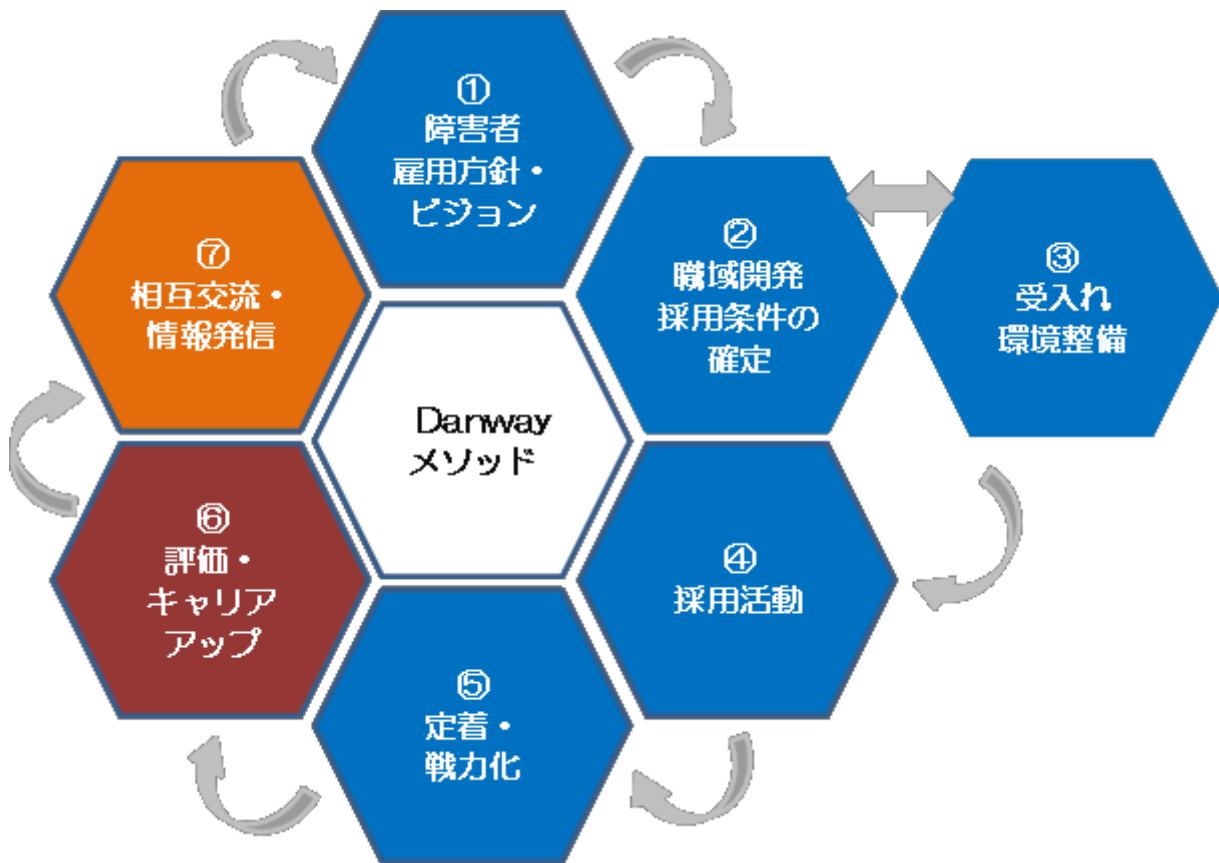 ①
障害者
雇用方針・
ビジョン
②
職域開発
採用条件の
確定
③
受入れ
環境整備
④
採用活動
⑤
定着・
戦力化
⑥
評価・
キャリア
アップ
⑦
相互交流・
情報発信
Danway
メソッド